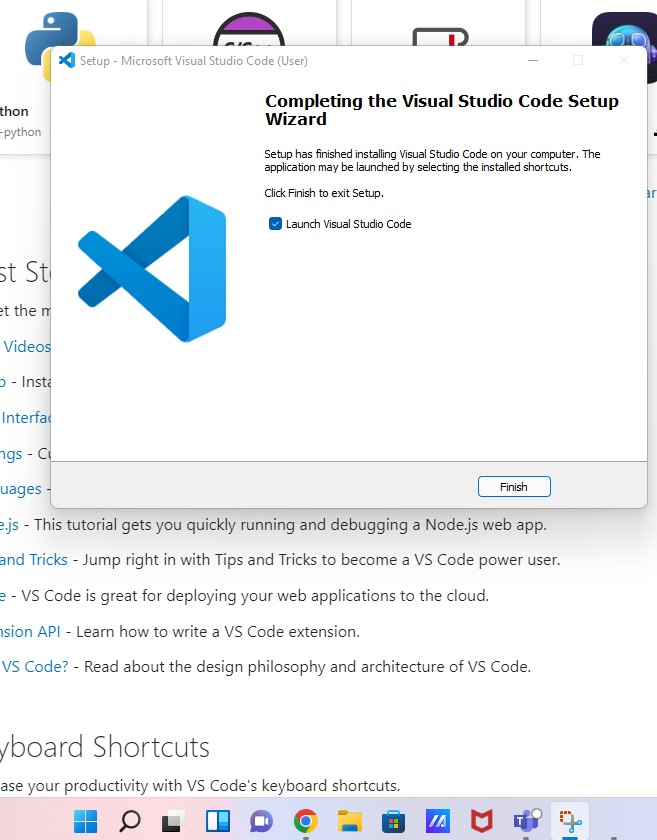 Setup - Microsoft Visual Studio Code (User)
Completing the Visual Studio Code Setup
Wizard
Setup has finished installing Visual Studio Code on your computer. The
application may be launched by selecting the installed shortcuts.
Click Finish to exit Setup.
Launch Visual Studio Code
Finish
thon
-python
ar
st St
et the m
Videos
p - Insta
Interfac
ngs - Cu
uages -
e.js - This tutorial gets you quickly running and debugging a Node.js web app.
and Tricks - Jump right in with Tips and Tricks to become a VS Code power user.
e - VS Code is great for deploying your web applications to the cloud.
nsion API - Learn how to write a VS Code extension.
VS Code? - Read about the design philosophy and architecture of VS Code.
yboard Shortcuts
ase your productivity with VS Code's keyboard shortcuts.